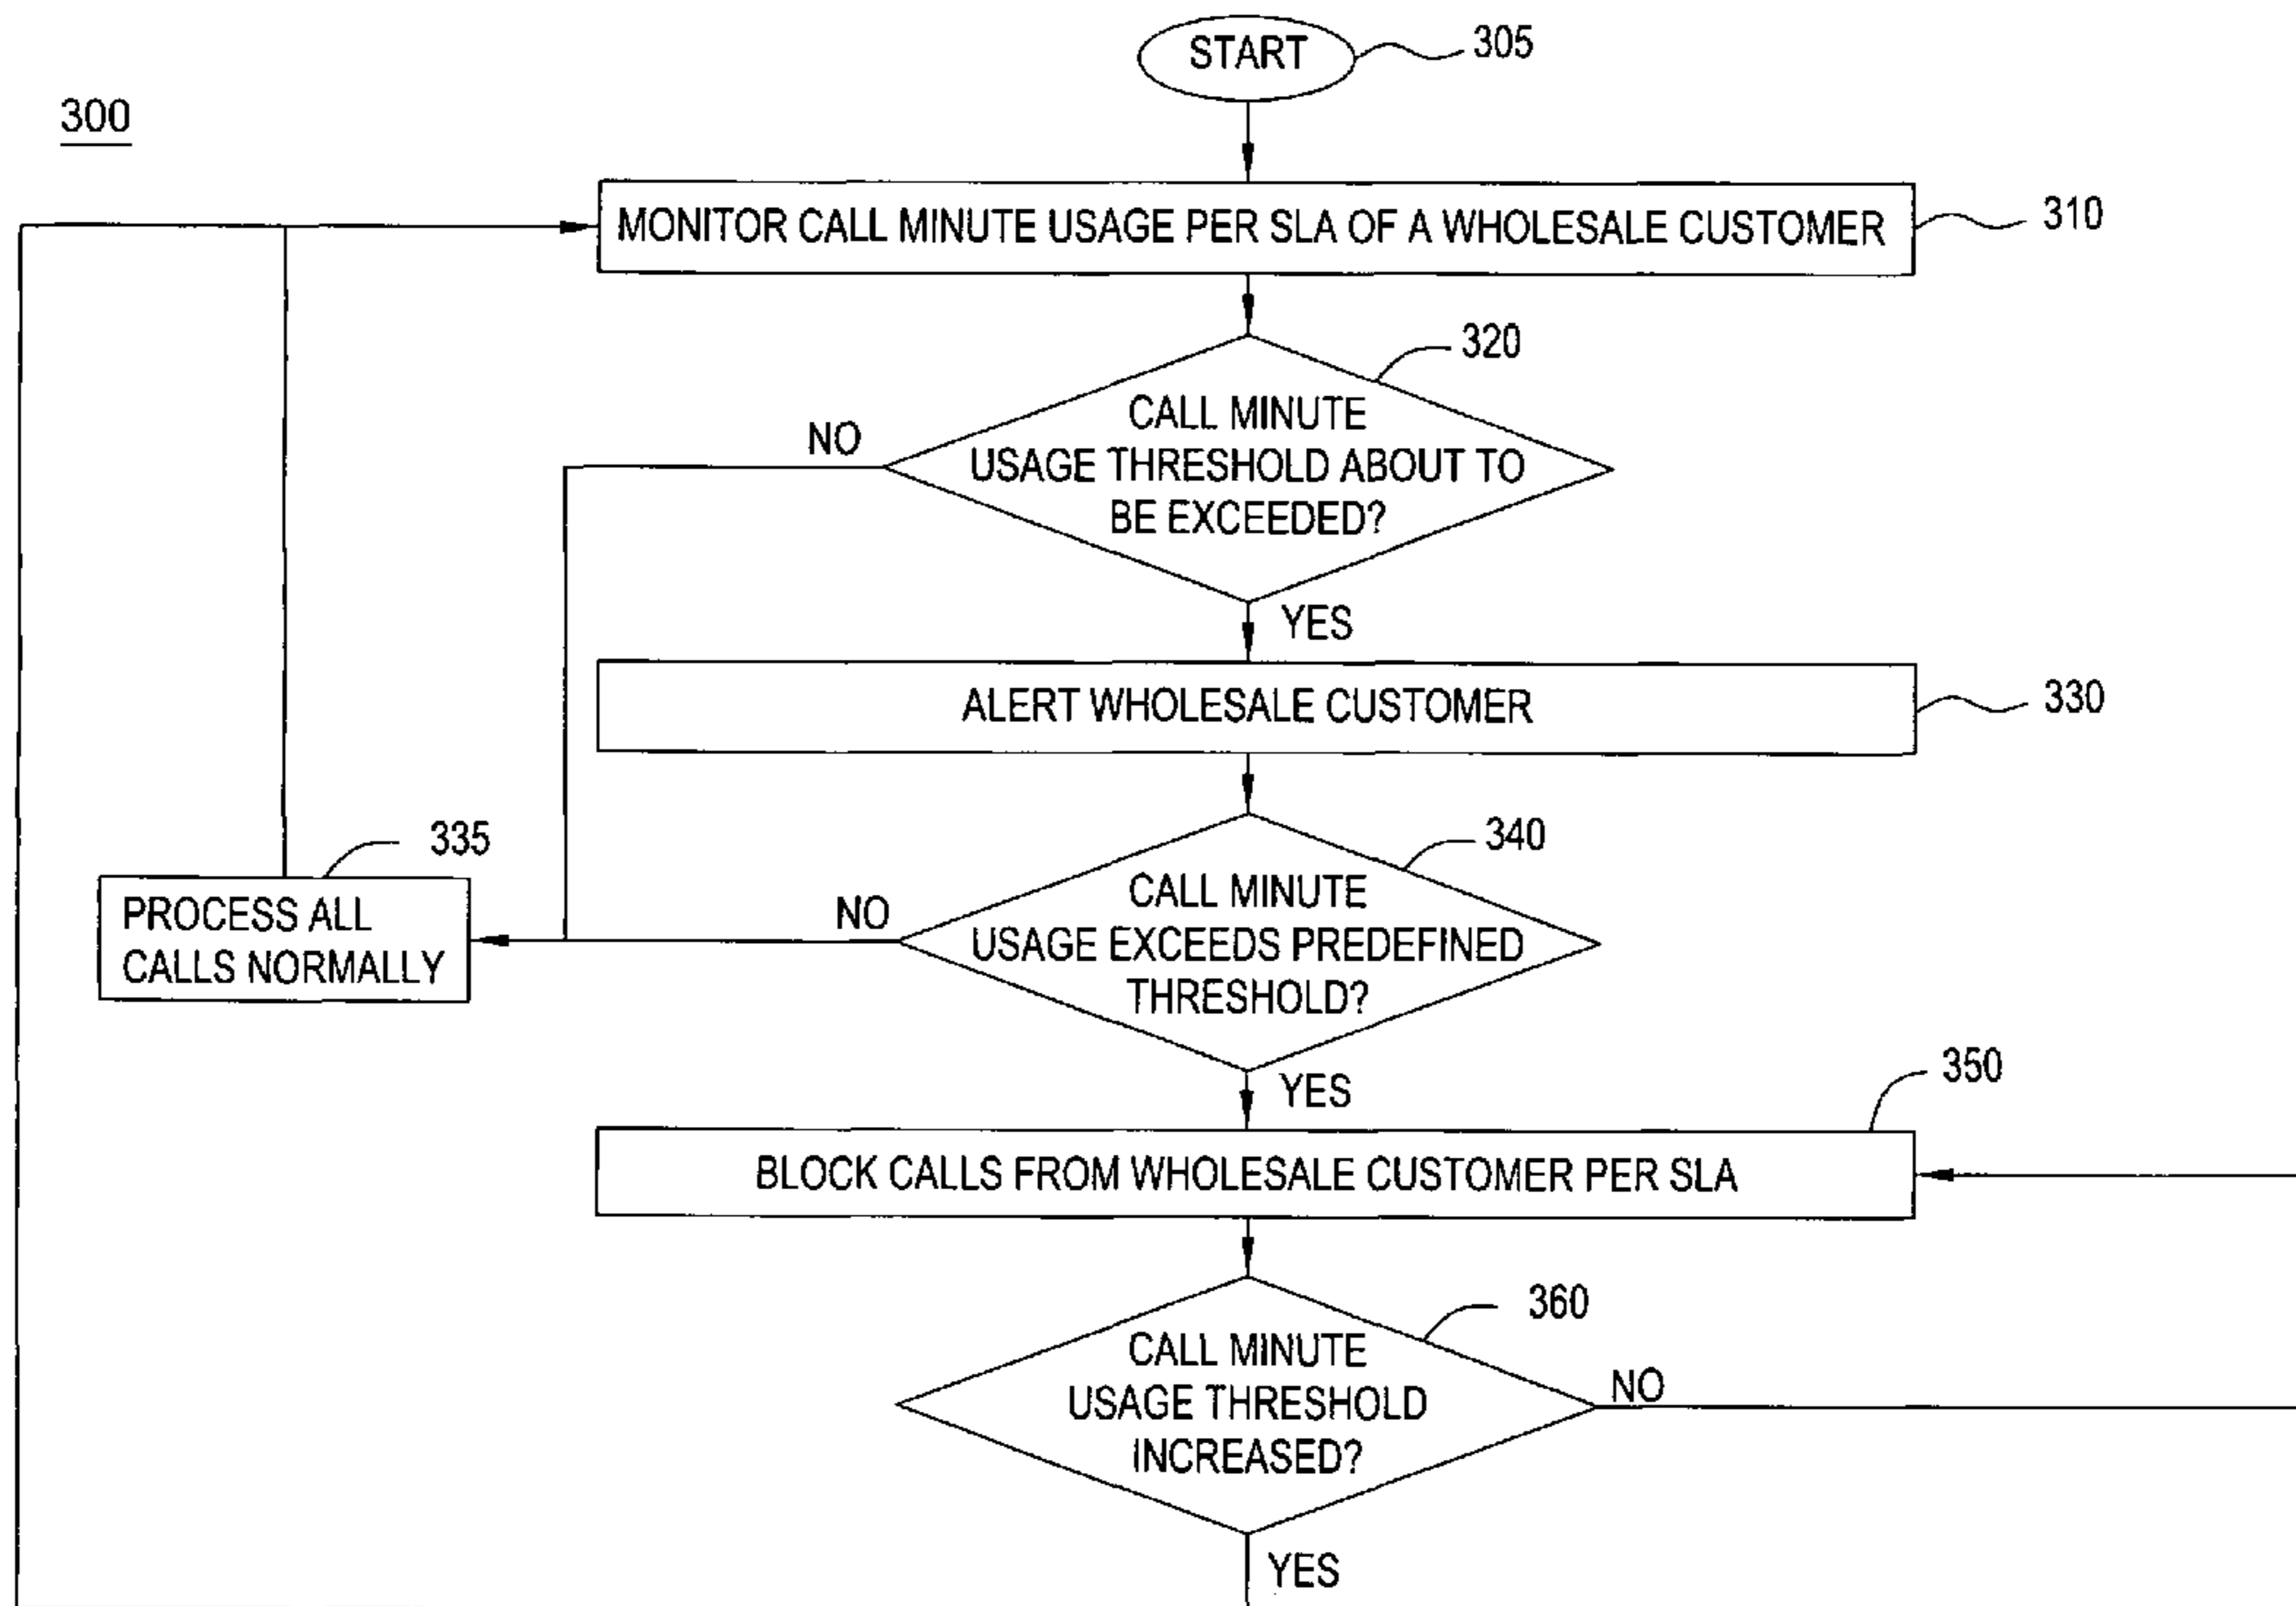 START
305
300
MONITOR CALL MINUTE USAGE PER SLA OF A WHOLESALE CUSTOMER
310
320
CALL MINUTE
USAGE THRESHOLD ABOUT TO
BE EXCEEDED?
NO
YES
ALERT WHOLESALE CUSTOMER
330
335
PROCESS ALL
CALLS NORMALLY
340
CALL MINUTE
USAGE EXCEEDS PREDEFINED
THRESHOLD?
NO
YES
350
BLOCK CALLS FROM WHOLESALE CUSTOMER PER SLA
360
CALL MINUTE
USAGE THRESHOLD
INCREASED?
NO
YES